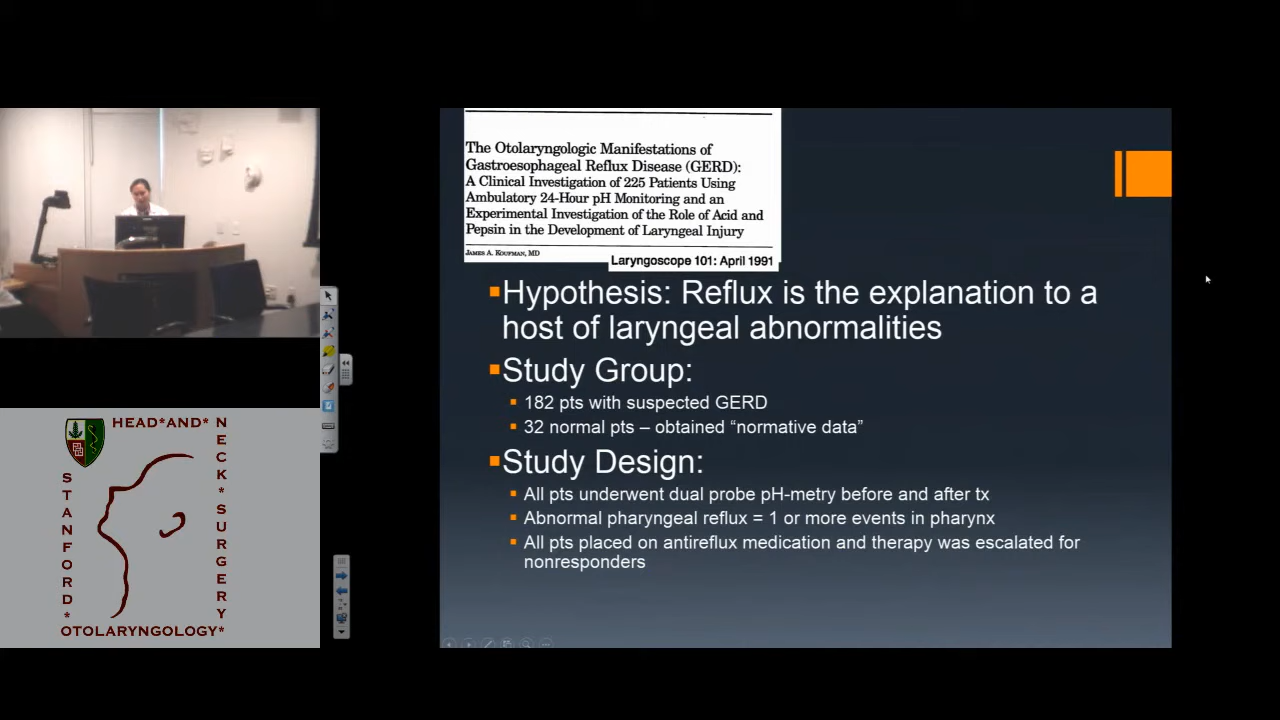 The Otolaryngologic Manifestations of
Gastroesophageal Reflux Disease (GERD):
A Clinical Investigation of 225 Patients Using
Ambulatory 24-Hour pH Monitoring and an
Experimental Investigation of the Role of Acid and
Pepsin in the Development of Laryngeal Injury
JAMES A. KOUFMAN, MD
Laryngoscope 101: April 1991
Hypothesis: Reflux is the explanation to a
host of laryngeal abnormalities
Study Group:
182 pts with suspected GERD
32 normal pts – obtained “normative data”
Study Design:
All pts underwent dual probe pH-metry before and after tx
Abnormal pharyngeal reflux = 1 or more events in pharynx
All pts placed on antireflux medication and therapy was escalated for
nonresponders
STANFORD*
HEAD*AND*
NECK*SURGERY
OTOLARYNGOLOGY*